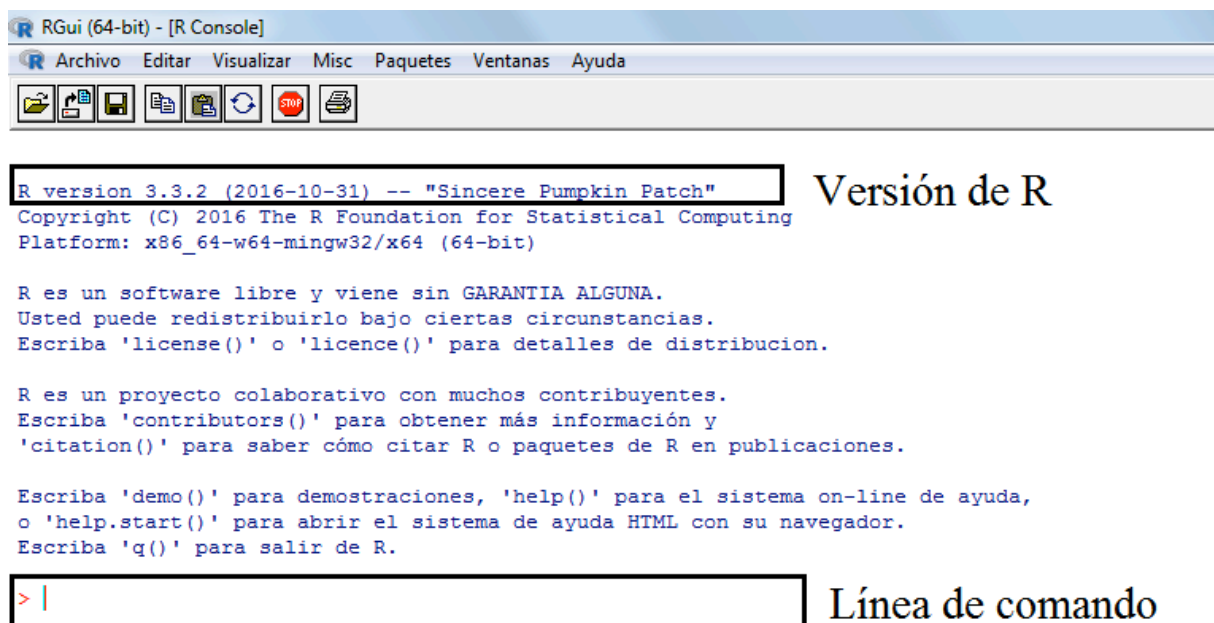 RGui (64-bit) - [R Console]
Archivo Editar Visualizar Misc Paquetes Ventanas Ayuda
STOP
R version 3.3.2 (2016-10-31) -- "Sincere Pumpkin Patch"
Versión de R
Copyright (C) 2016 The R Foundation for Statistical Computing
Platform: x86_64-w64-mingw32/x64 (64-bit)
R es un software libre y viene sin GARANTIA ALGUNA.
Usted puede redistribuirlo bajo ciertas circunstancias.
Escriba 'license()' o 'licence()' para detalles de distribucion.
R es un proyecto colaborativo con muchos contribuyentes.
Escriba 'contributors()' para obtener más información y
'citation()' para saber cómo citar R o paquetes de R en publicaciones.
Escriba 'demo()' para demostraciones, 'help()' para el sistema on-line de ayuda,
o 'help.start()' para abrir el sistema de ayuda HTML con su navegador.
Escriba 'q()' para salir de R.
> |
Línea de comando